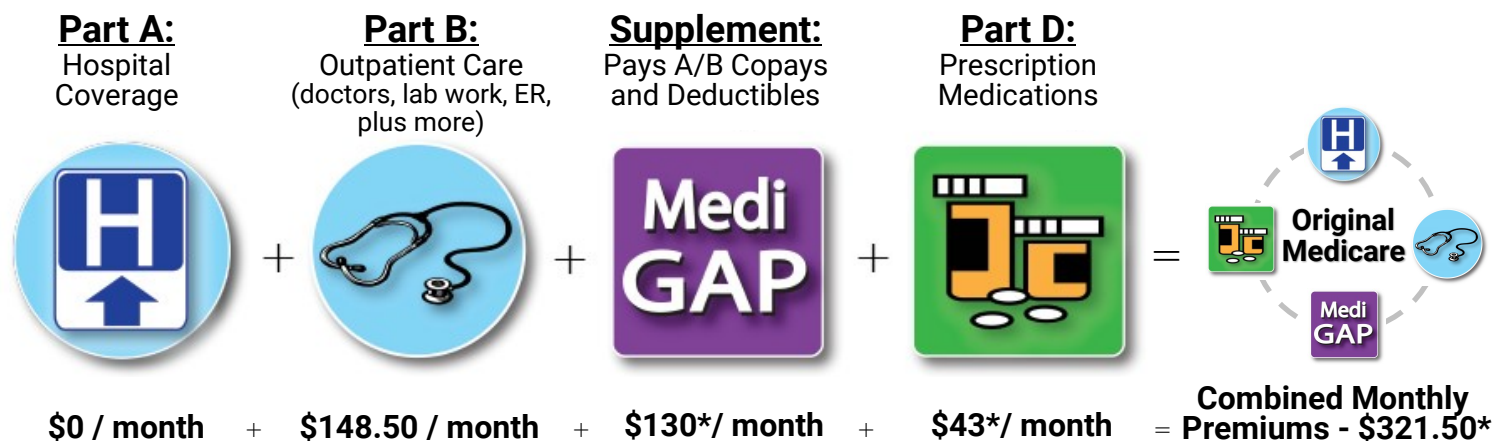 Part A:
Hospital
Coverage
Part B:
Outpatient Care
(doctors, lab work, ER,
plus more)
Supplement:
Pays A/B Copays
and Deductibles
Part D:
Prescription
Medications
H
+
+
Medi
GAP
+
=
H
Original
Medicare
Medi
GAP
$0 / month + $148.50 / month + $130*/ month + $43*/ month = Combined Monthly
Premiums - $321.50*